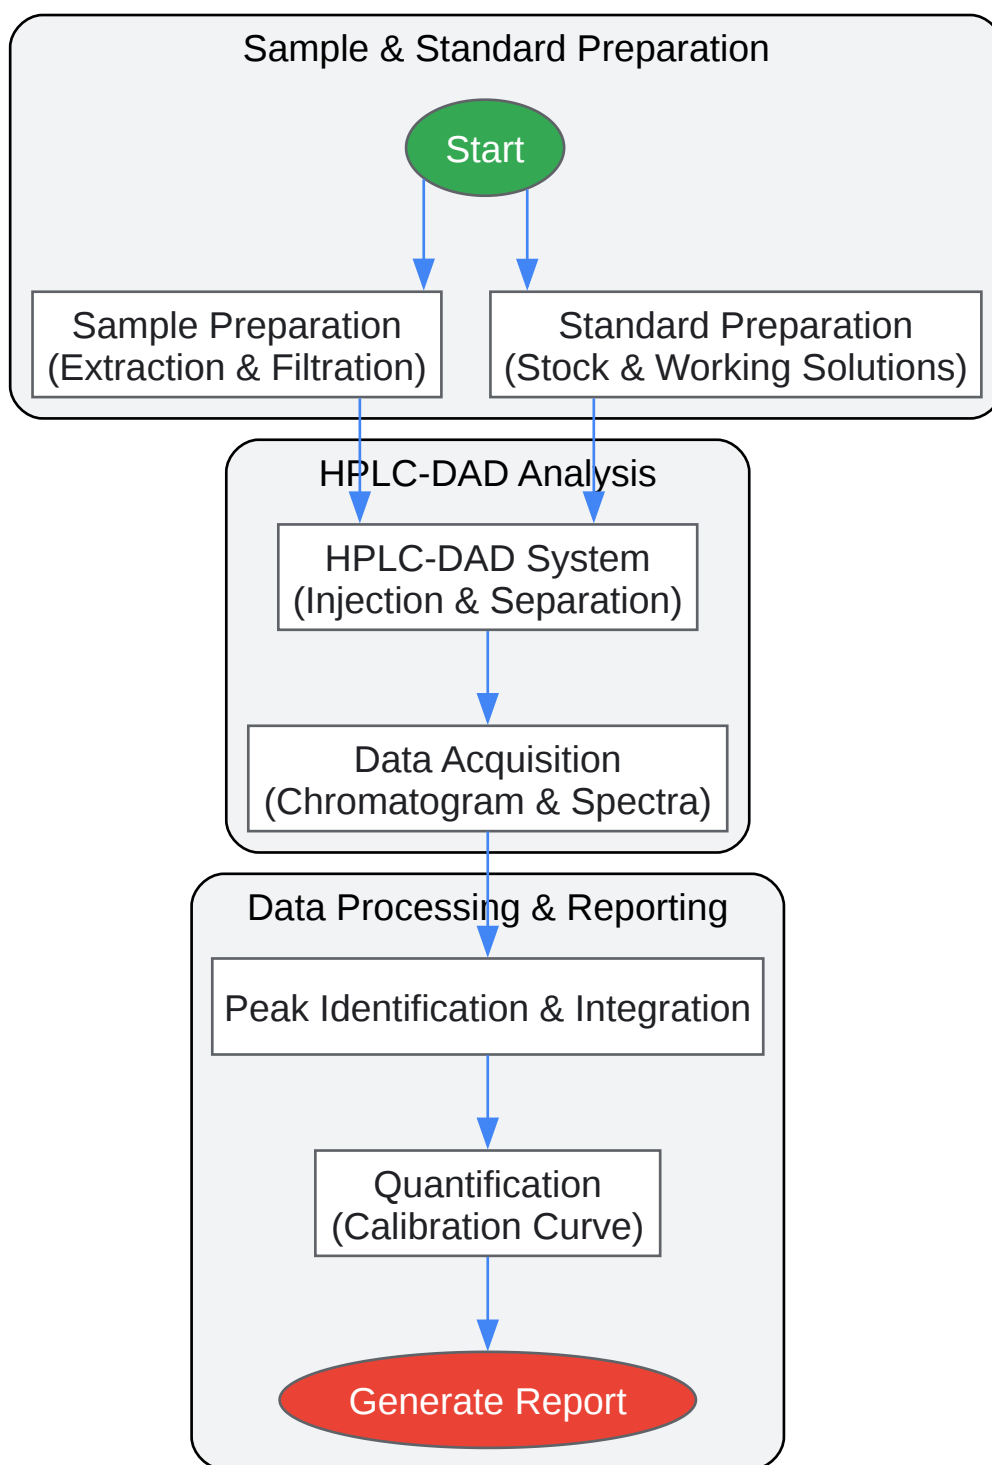 Sample & Standard Preparation
Start
Sample Preparation
(Extraction & Filtration)
Standard Preparation
(Stock & Working Solutions)
HPLC-DAD Analysis
HPLC-DAD System
(Injection & Separation)
Data Acquisition
(Chromatogram & Spectra)
Data Processing & Reporting
Peak Identification & Integration
Quantification
(Calibration Curve)
Generate Report